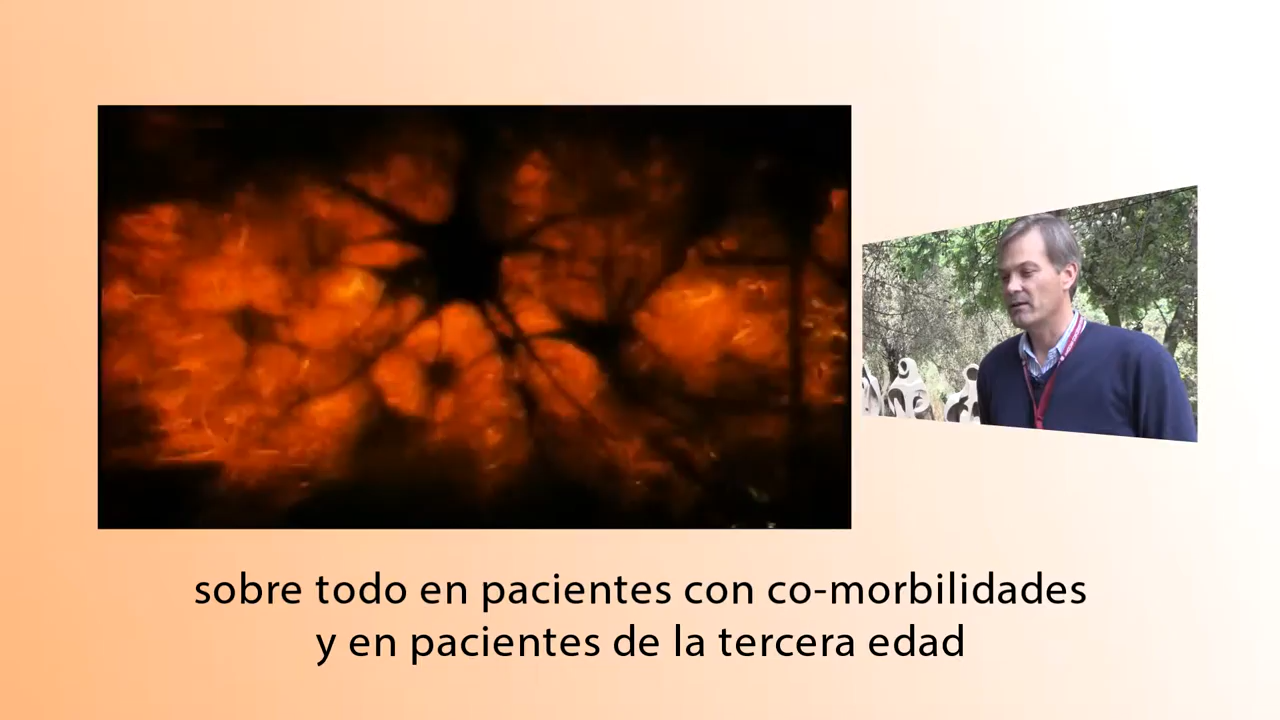 sobre todo en pacientes con co-morbilidades
y en pacientes de la tercera edad